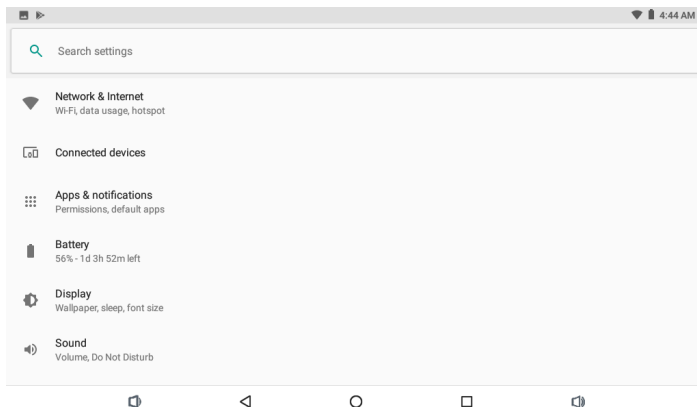 4:44 AM
Search settings
Network & Internet
Wi-Fi, data usage, hotspot
Connected devices
Apps & notifications
Permissions, default apps
Battery
56% - 1d 3h 52m left
Display
Wallpaper, sleep, font size
Sound
Volume, Do Not Disturb